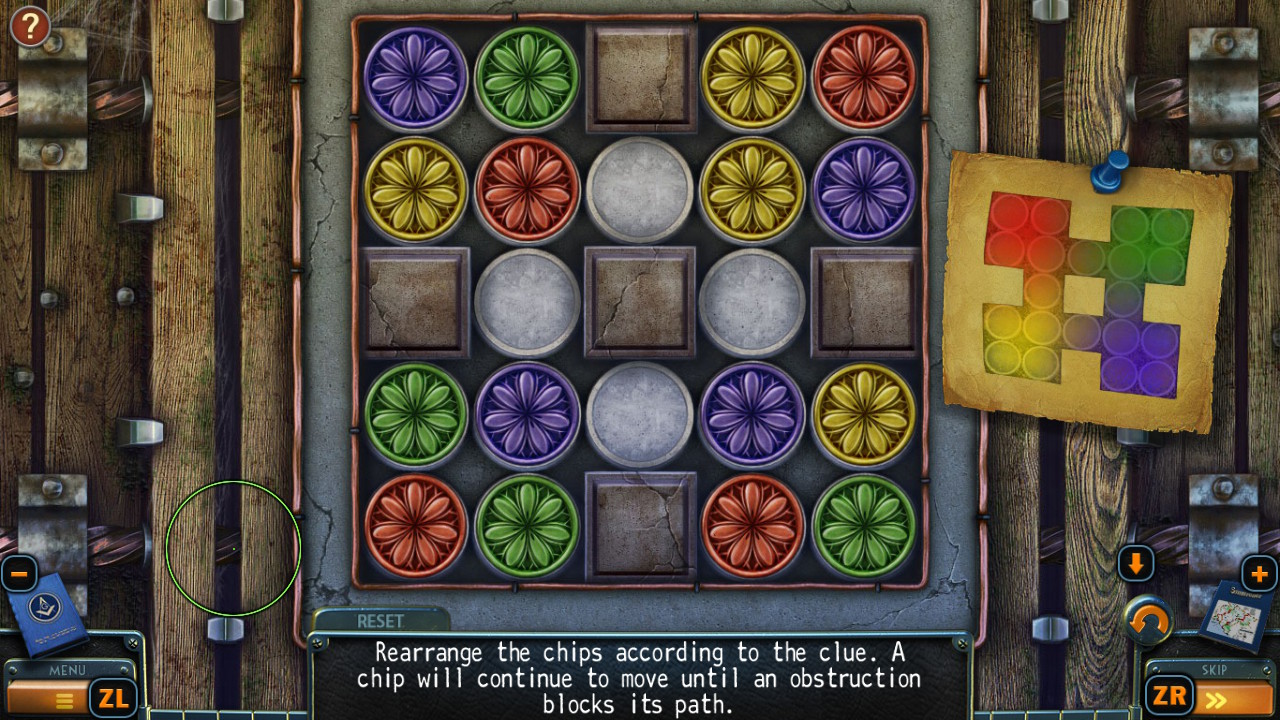 ?
RESET
Rearrange the chips according to the clue. A
chip will continue to move until an obstruction
blocks its path.
MENU
ZL
SKIP
ZR